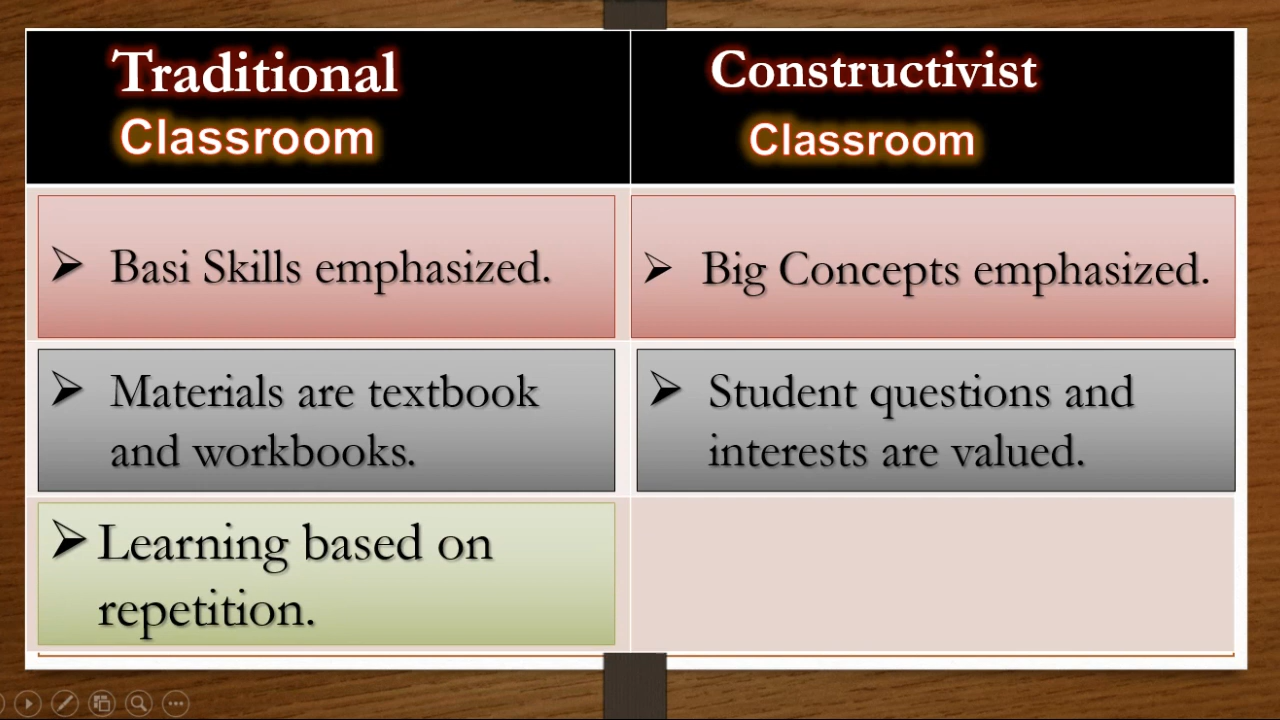 Traditional
Classroom
Constructivist
Classroom
➢ Basi Skills emphasized.
➢ Big Concepts emphasized.
➢ Materials are textbook
and workbooks.
➢ Student questions and
interests are valued.
➢ Learning based on
repetition.